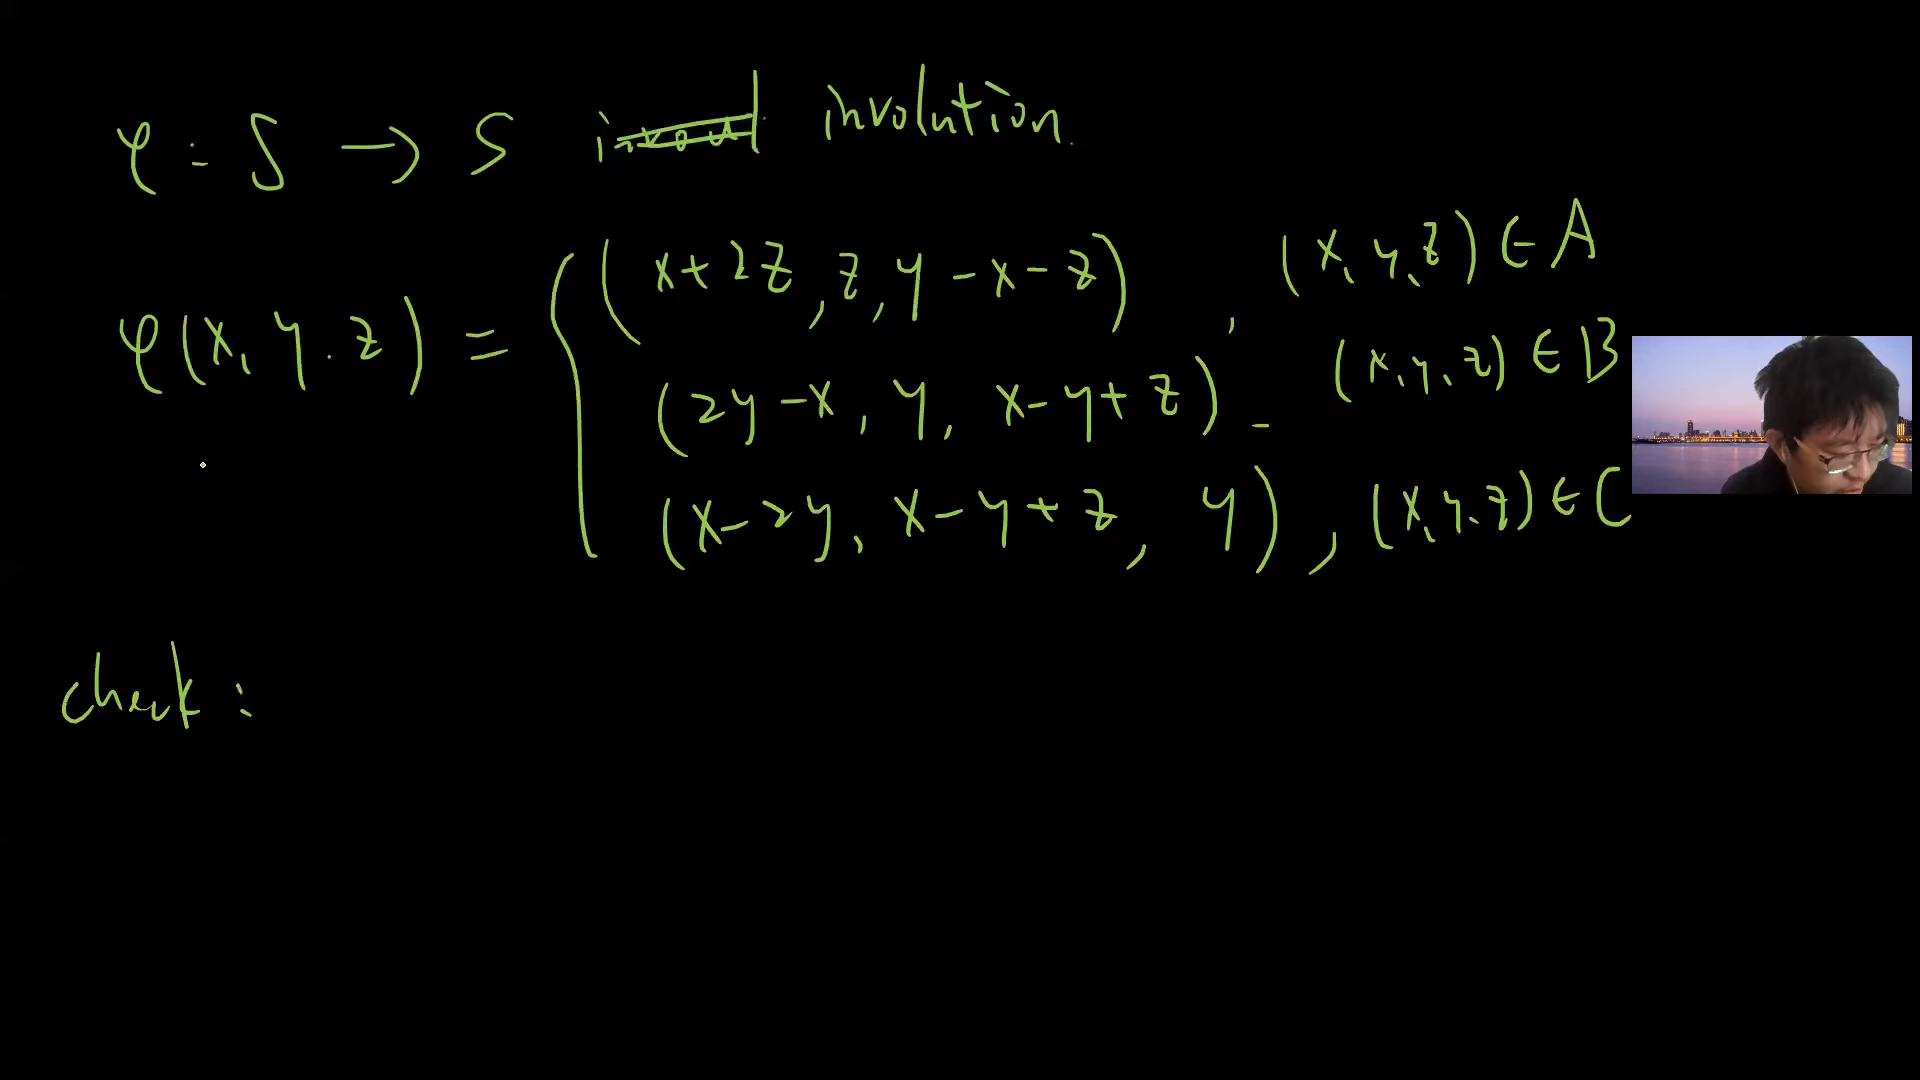 φ : S → S involution.
φ(x, y, z) = { (x+2z, z, y-x-z), (x, y, z) ∈ A
(2y-x, y, x-y+z), (x, y, z) ∈ B
(x-2y, x-y+z, y), (x, y, z) ∈ C
check :